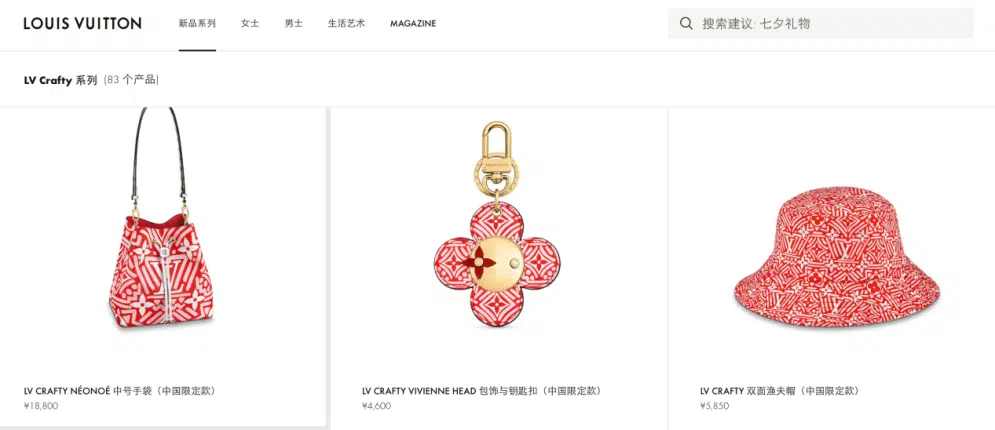 LOUIS VUITTON
新品系列 女士 男士 生活艺术 MAGAZINE
搜索建议: 七夕礼物
LV Crafty 系列 (83 个产品)
LV CRAFTY NÉONOÉ 中号手袋（中国限定款）
¥18,800
LV CRAFTY VIVIENNE HEAD 包饰与钥匙扣（中国限定款）
¥4,600
LV CRAFTY 双面渔夫帽（中国限定款）
¥5,850